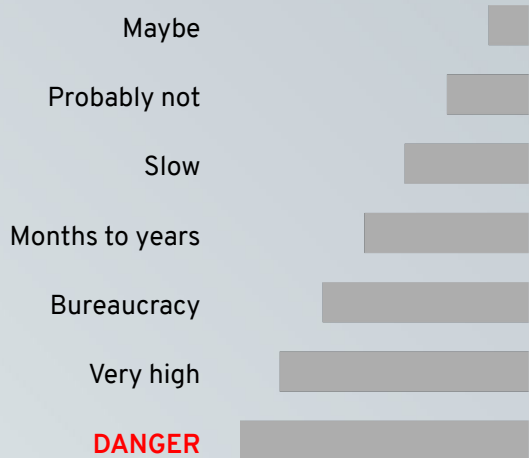 Maybe
Probably not
Slow
Months to years
Bureaucracy
Very high
DANGER